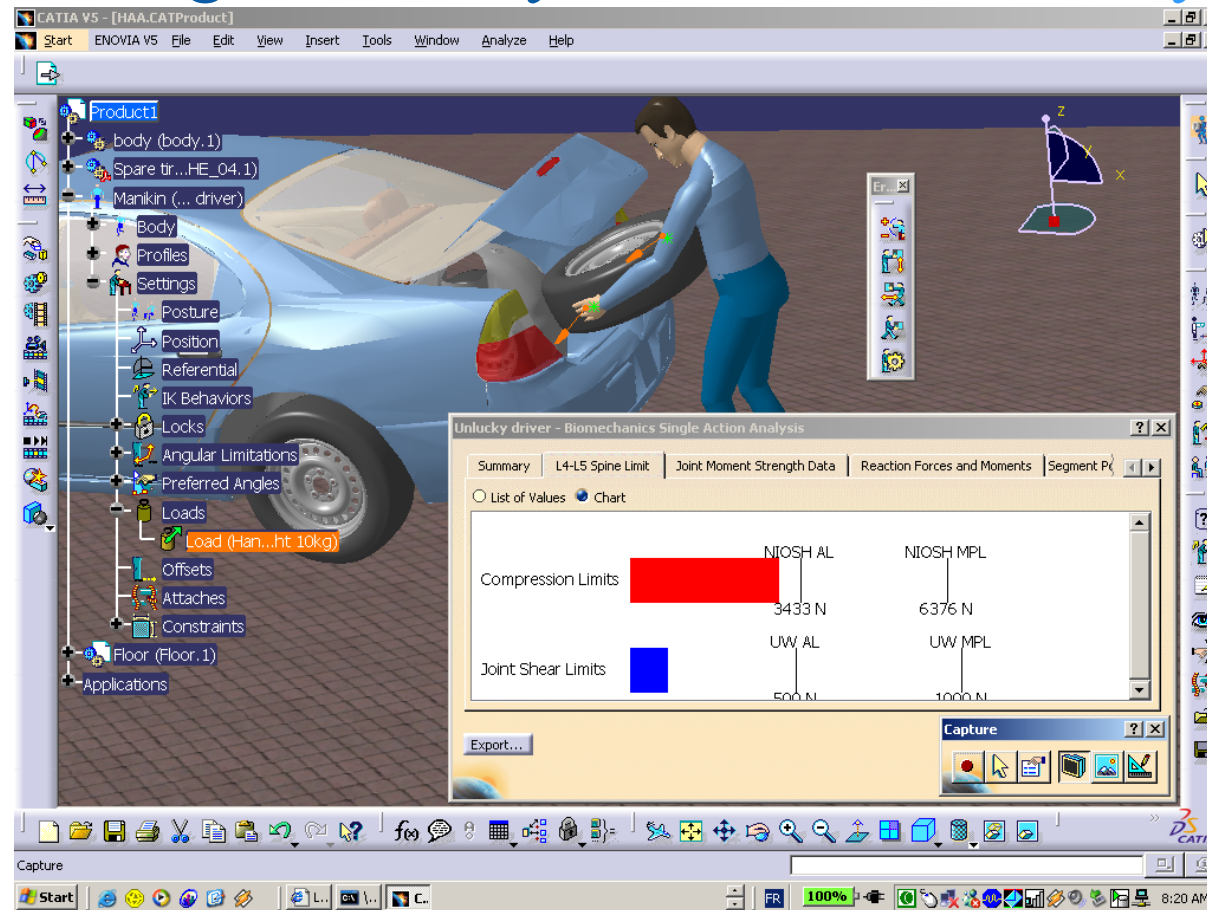 CATIA V5 - [HAA.CATProduct]
Start ENOVIA V5 File Edit View Insert Tools Window Analyze Help
Product1
body (body.1)
Spare tir...HE_04.1)
Manikin (... driver)
Body
Profiles
Settings
Posture
Position
Referential
IK Behaviors
Locks
Angular Limitations
Preferred Angles
Loads
Load (Han...ht 10kg)
Offsets
Attaches
Constraints
Floor (Floor.1)
Applications
z
y
x
Er...
Unlucky driver - Biomechanics Single Action Analysis
Summary L4-L5 Spine Limit Joint Moment Strength Data Reaction Forces and Moments Segment P
List of Values Chart
NIOSH AL NIOSH MPL
Compression Limits
3433 N 6376 N
UW AL UW MPL
Joint Shear Limits
500 N 1000 N
Export...
Capture
f(x)
CATI
Capture
Start L.. \.. C.. FR 100% 8:20 AM